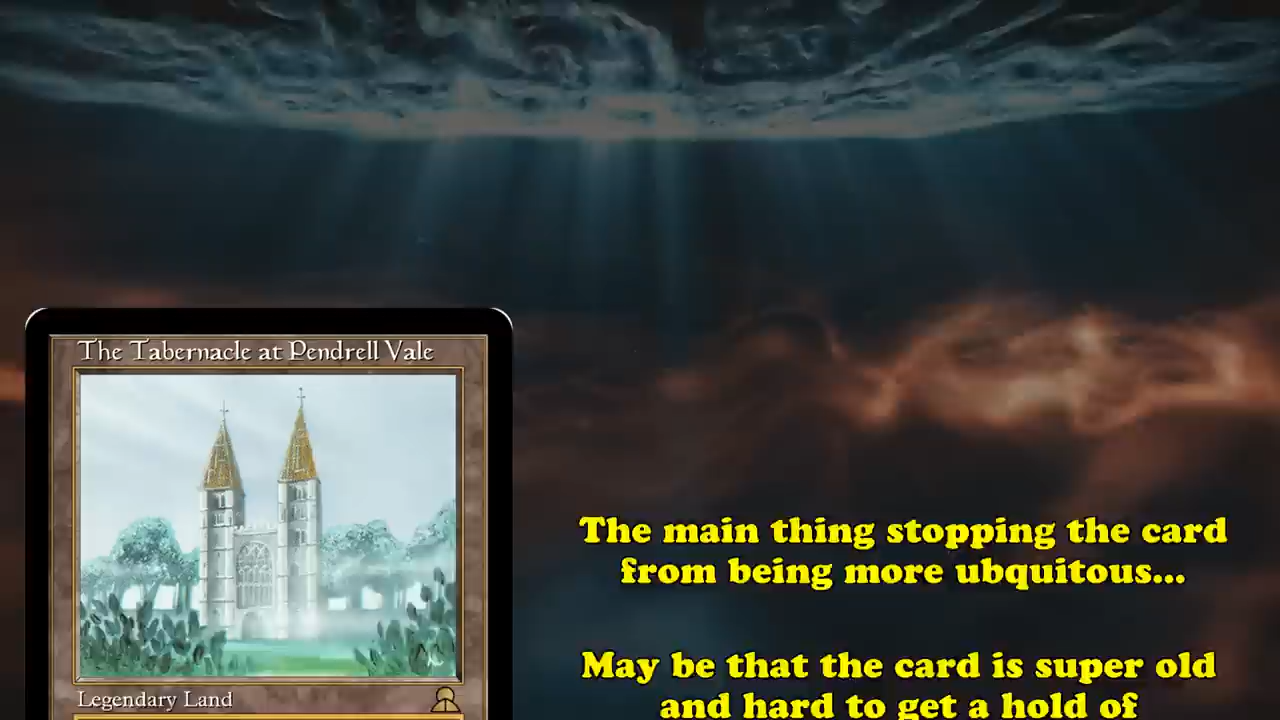 The Tabernacle at Pendrell Vale
Legendary Land
The main thing stopping the card
from being more ubquitous...
May be that the card is super old
and hard to get a hold of